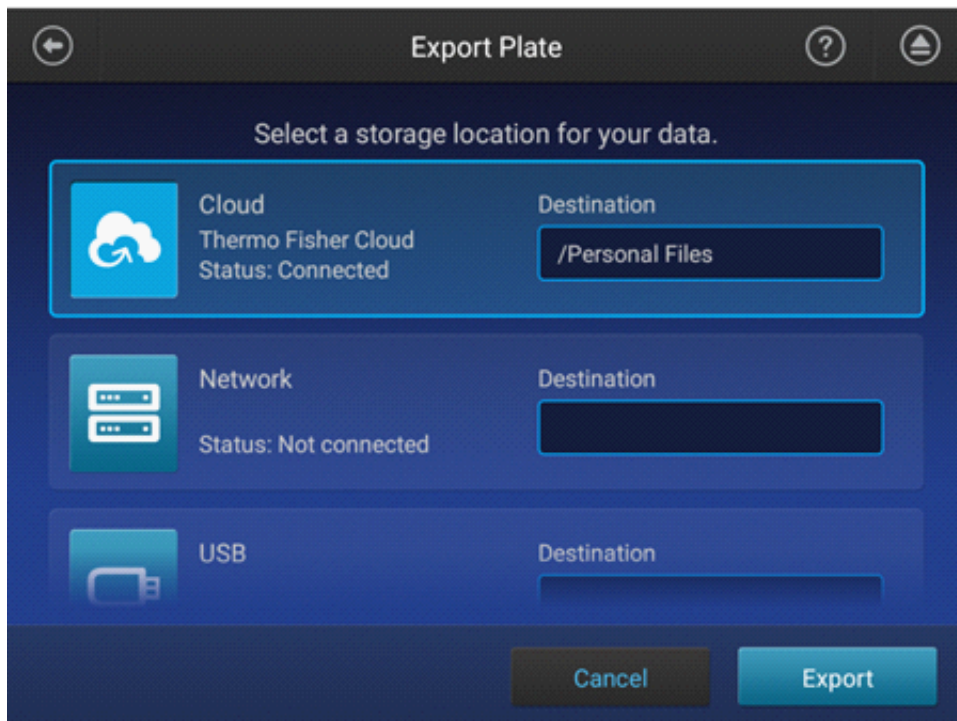 Export Plate
?
Select a storage location for your data.
Cloud
Thermo Fisher Cloud
Status: Connected
Destination
/Personal Files
Network
Status: Not connected
Destination
USB
Destination
Cancel
Export